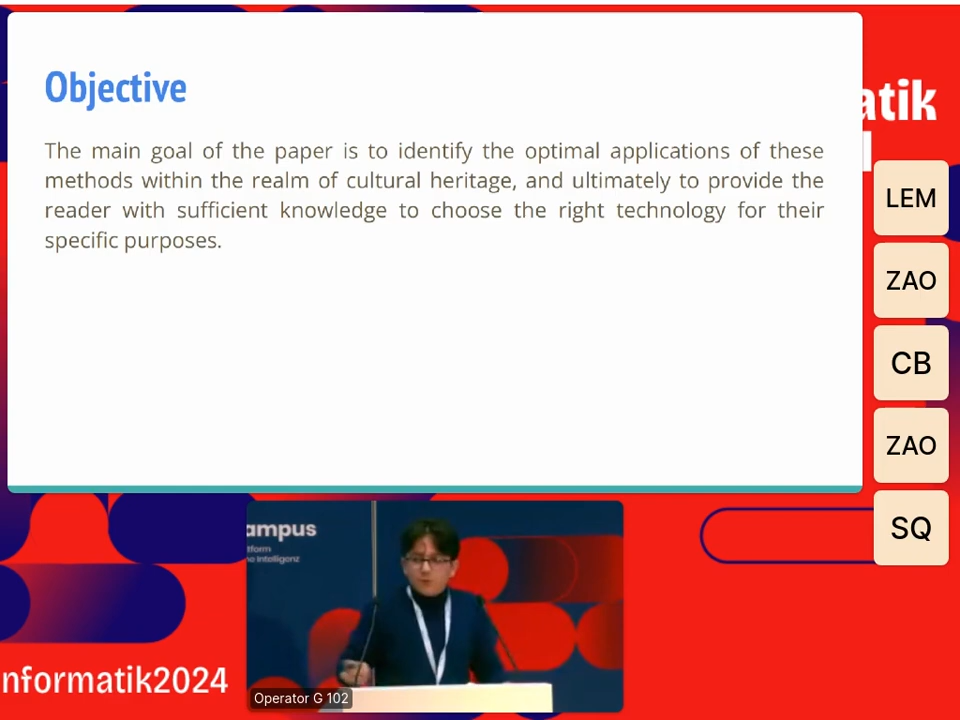 Objective
The main goal of the paper is to identify the optimal applications of these
methods within the realm of cultural heritage, and ultimately to provide the
reader with sufficient knowledge to choose the right technology for their
specific purposes.
atik
LEM
ZAO
CB
ZAO
SQ
ampus
tform
e Intelligenz
nformatik2024
Operator G 102